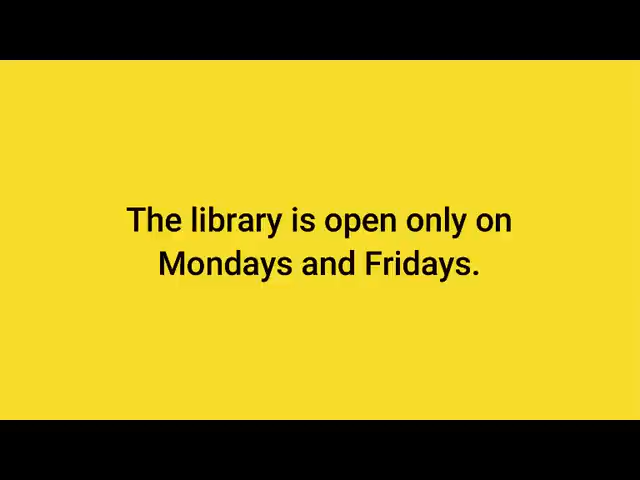 The library is open only on
Mondays and Fridays.